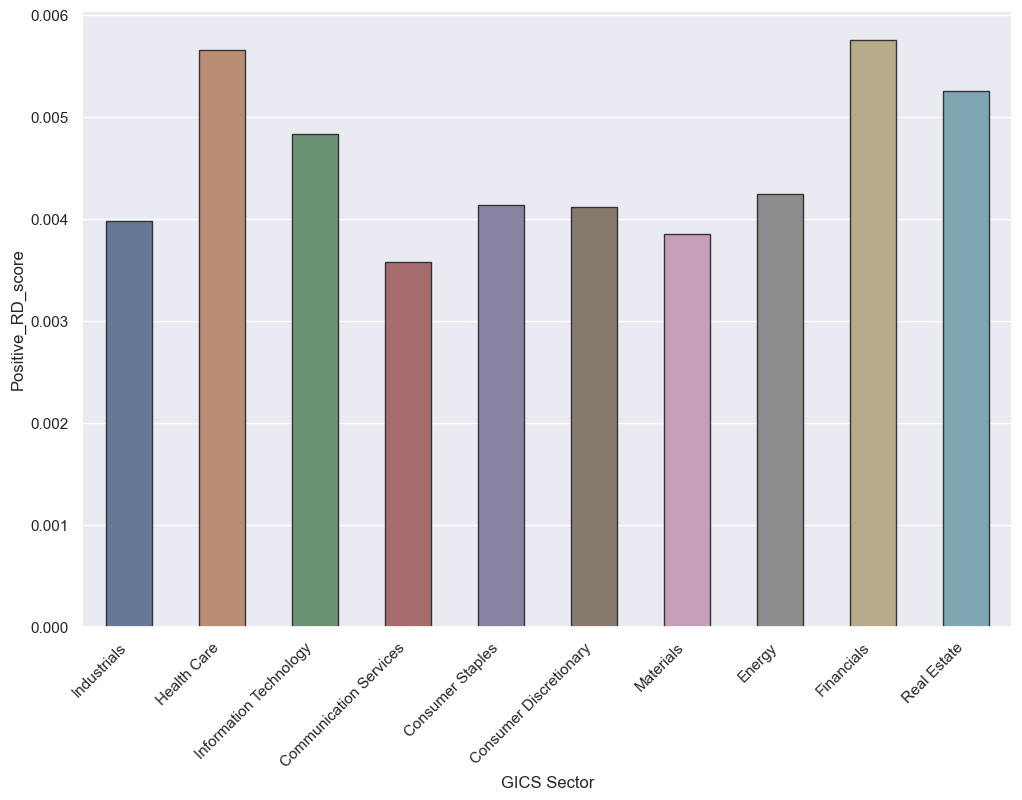 0.006
0.005
0.004
0.003
0.002
0.001
0.000
Positive_RD_score
Industrials
Health Care
Information Technology
Communication Services
Consumer Staples
Consumer Discretionary
Materials
Energy
Financials
Real Estate
GICS Sector